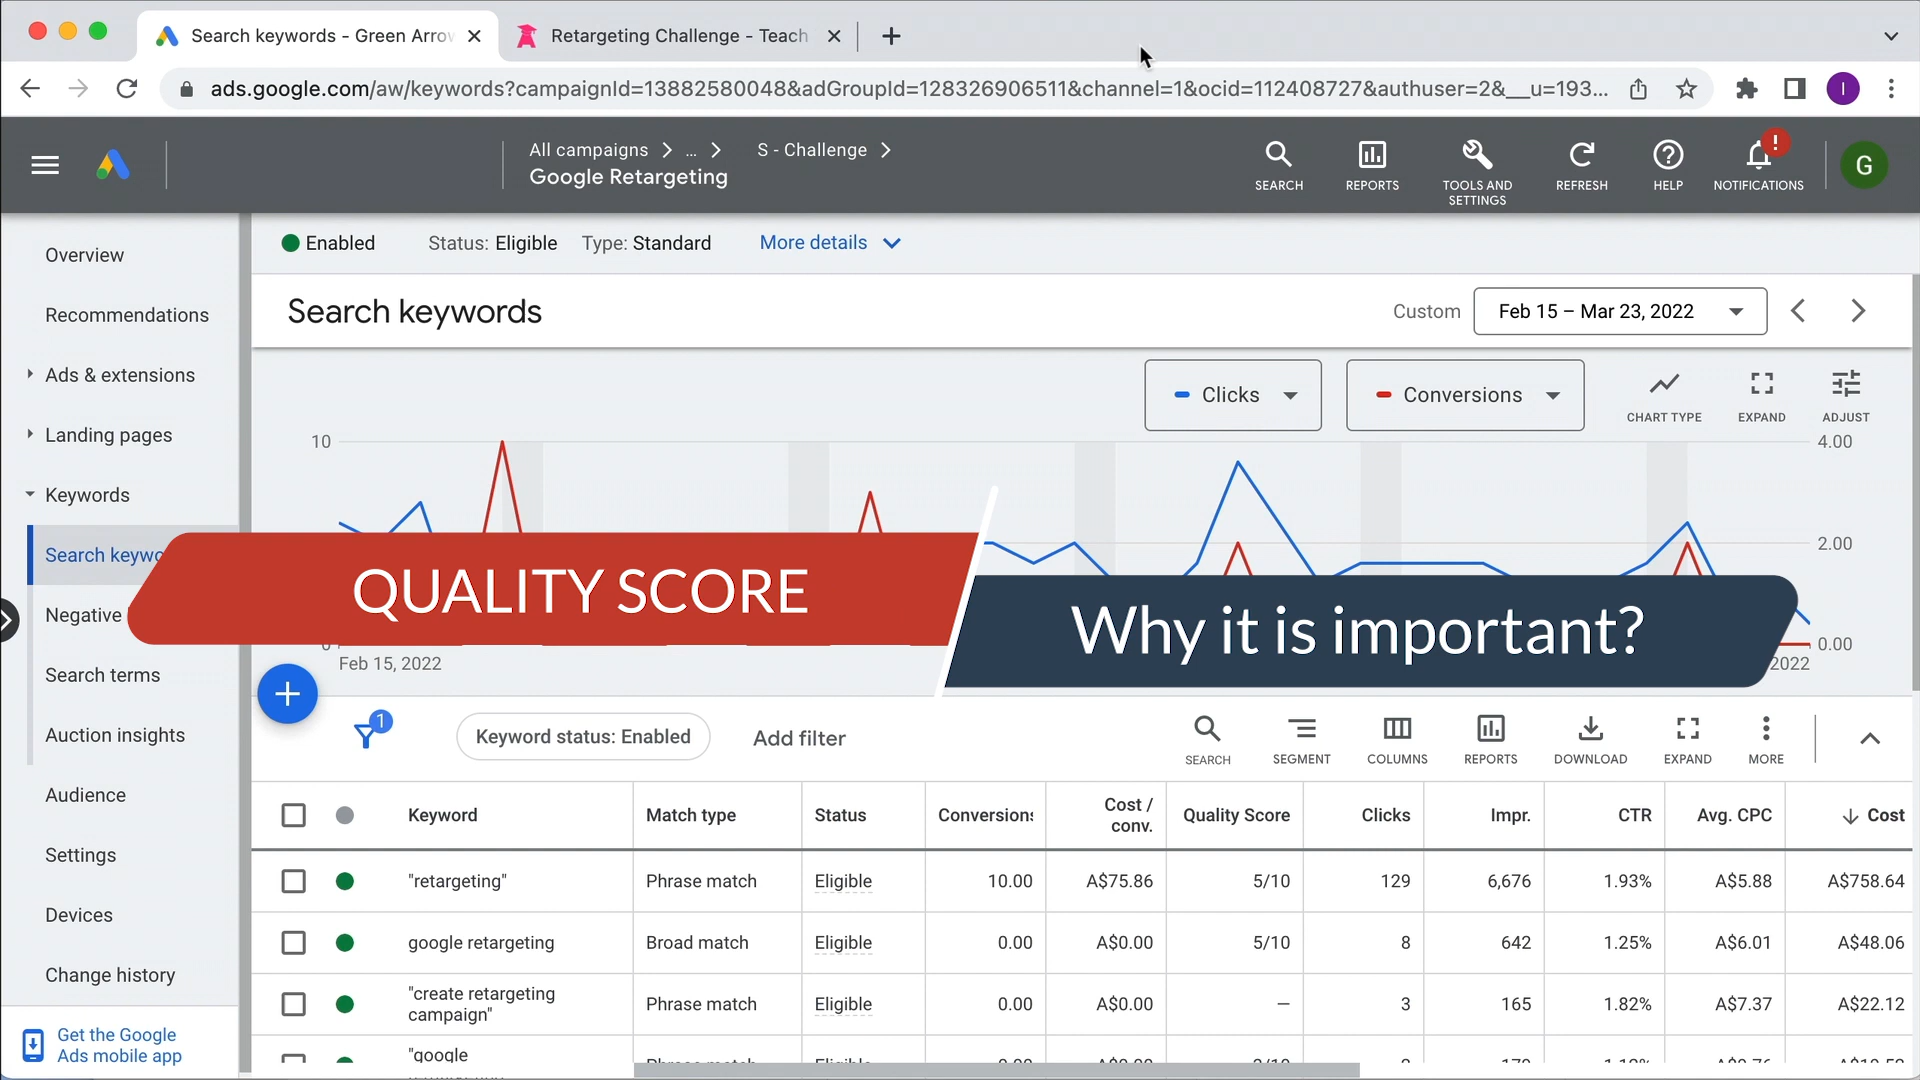 Search keywords - Green Arro
Retargeting Challenge - Teach
ads.google.com/aw/keywords?campaignId=13882580048&adGroupId=128326906511&channel=1&ocid=112408727&authuser=2&__u=193...
I
All campaigns > ... > S - Challenge >
Google Retargeting
SEARCH
REPORTS
TOOLS AND
SETTINGS
REFRESH
HELP
!
NOTIFICATIONS
G
Overview
Recommendations
Ads & extensions
Landing pages
Keywords
Search keywo
Negative
Search terms
Auction insights
Audience
Settings
Devices
Change history
Get the Google
Ads mobile app
Enabled Status: Eligible Type: Standard More details
Search keywords
Custom Feb 15 – Mar 23, 2022
Clicks
Conversions
CHART TYPE
EXPAND
ADJUST
10
4.00
2.00
0.00
QUALITY SCORE
Why it is important?
Feb 15, 2022
2022
1
Keyword status: Enabled
Add filter
SEARCH
SEGMENT
COLUMNS
REPORTS
DOWNLOAD
EXPAND
MORE
Keyword Match type Status Conversions Cost / conv. Quality Score Clicks Impr. CTR Avg. CPC Cost
"retargeting" Phrase match Eligible 10.00 A$75.86 5/10 129 6,676 1.93% A$5.88 A$758.64
google retargeting Broad match Eligible 0.00 A$0.00 5/10 8 642 1.25% A$6.01 A$48.06
"create retargeting
campaign" Phrase match Eligible 0.00 A$0.00 — 3 165 1.82% A$7.37 A$22.12
"google